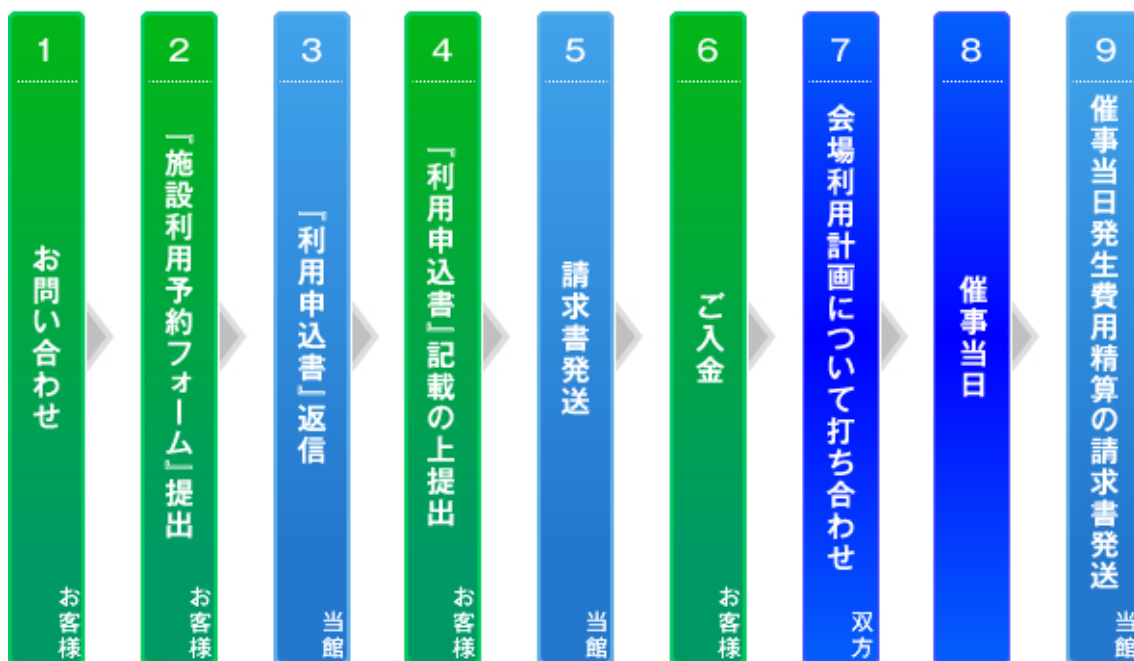 1
お問い合わせ
お客様
2
『施設利用予約フォーム』提出
お客様
3
『利用申込書』返信
当館
4
『利用申込書』記載の上提出
お客様
5
請求書発送
当館
6
ご入金
お客様
7
会場利用計画について打ち合わせ
双方
8
催事当日
9
催事当日発生費用精算の請求書発送
当館